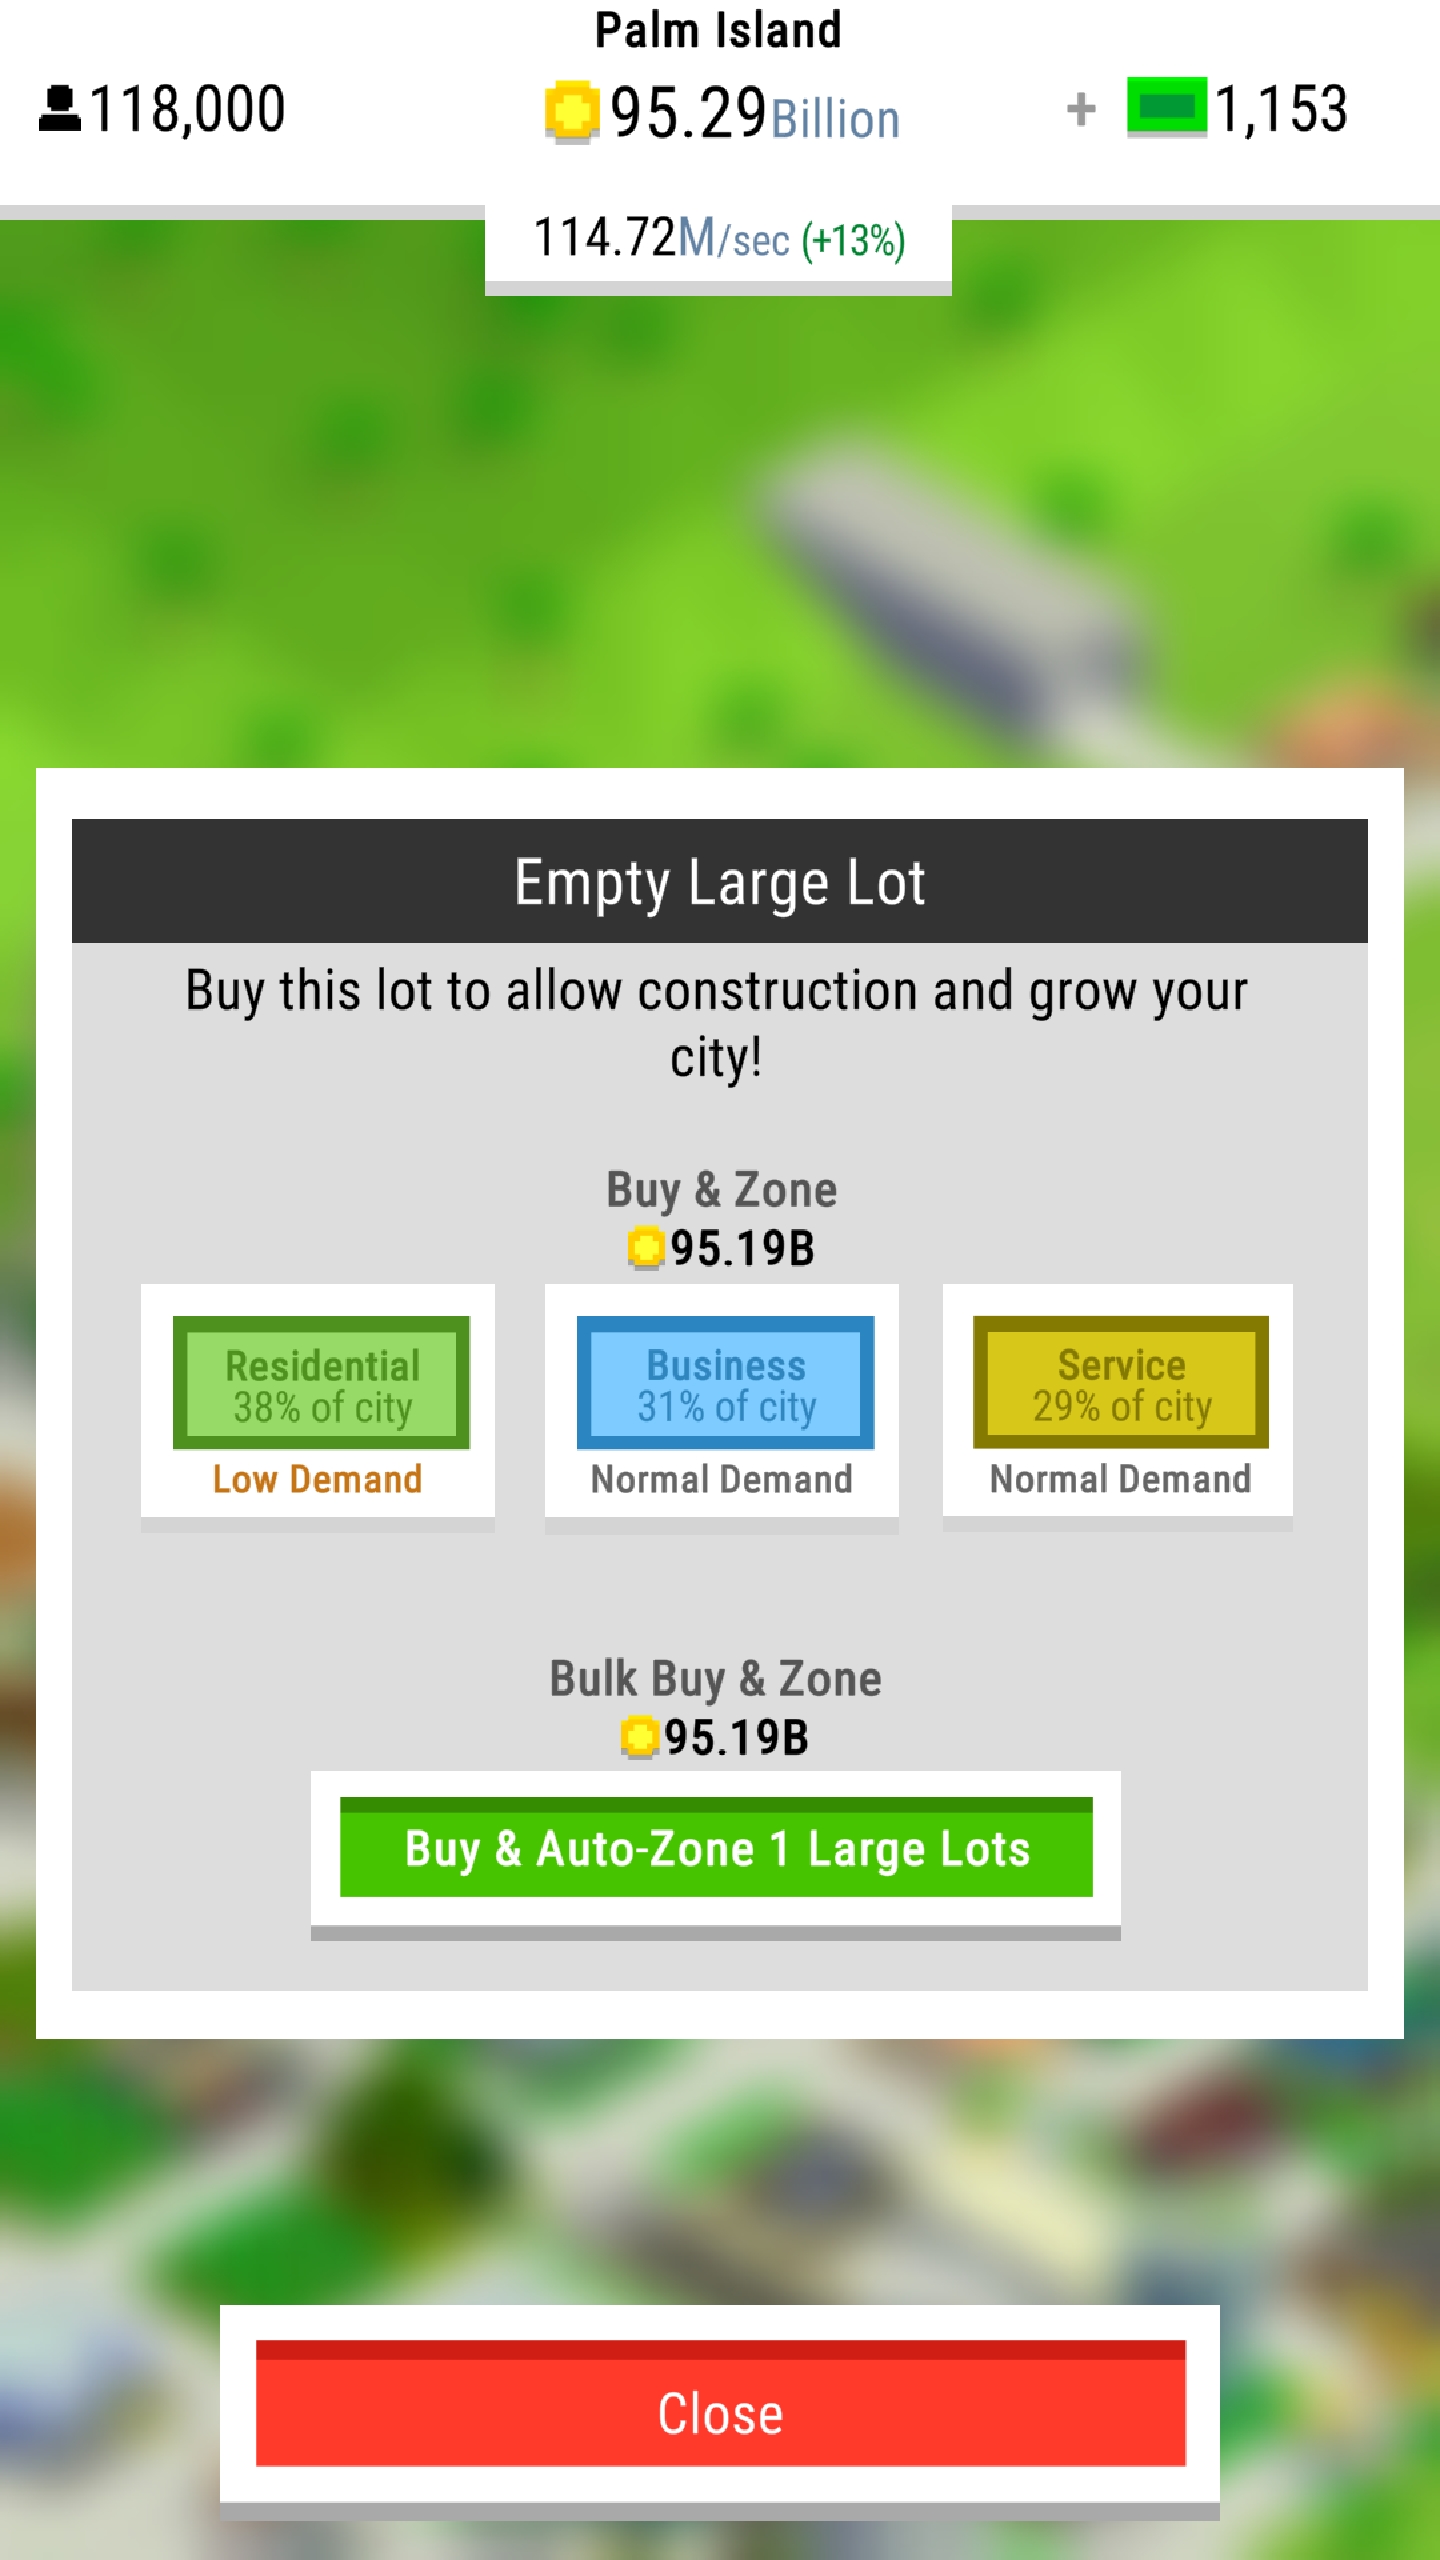 Palm Island
118,000
95.29Billion
+ 1,153
114.72M/sec (+13%)
Empty Large Lot
Buy this lot to allow construction and grow your
city!
Buy & Zone
95.19B
Residential
38% of city
Low Demand
Business
31% of city
Normal Demand
Service
29% of city
Normal Demand
Bulk Buy & Zone
95.19B
Buy & Auto-Zone 1 Large Lots
Close